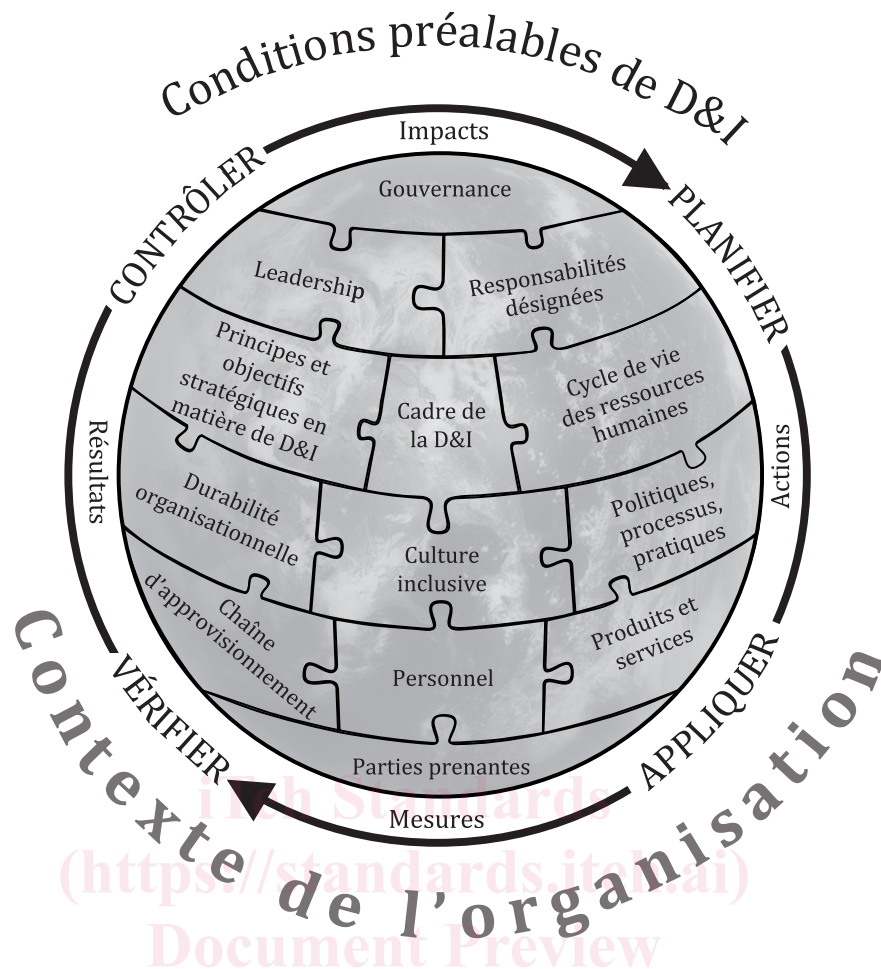 Conditions préalables de D&I
Impacts
CONTRÔLER
PLANIFIER
Gouvernance
Leadership
Responsabilités
désignées
Principes et
objectifs
stratégiques en
matière de D&I
Cadre de
la D&I
Cycle de vie
des ressources
humaines
Résultats
Actions
Durabilité
organisationnelle
Culture
inclusive
Politiques,
processus,
pratiques
Chaîne
d'approvisionnement
Personnel
Produits et
services
Parties prenantes
VÉRIFIER
APPLIQUER
Mesures
Contexte de l'organisation
iTeh Standards
(https://standards.iteh.ai)
Document Preview